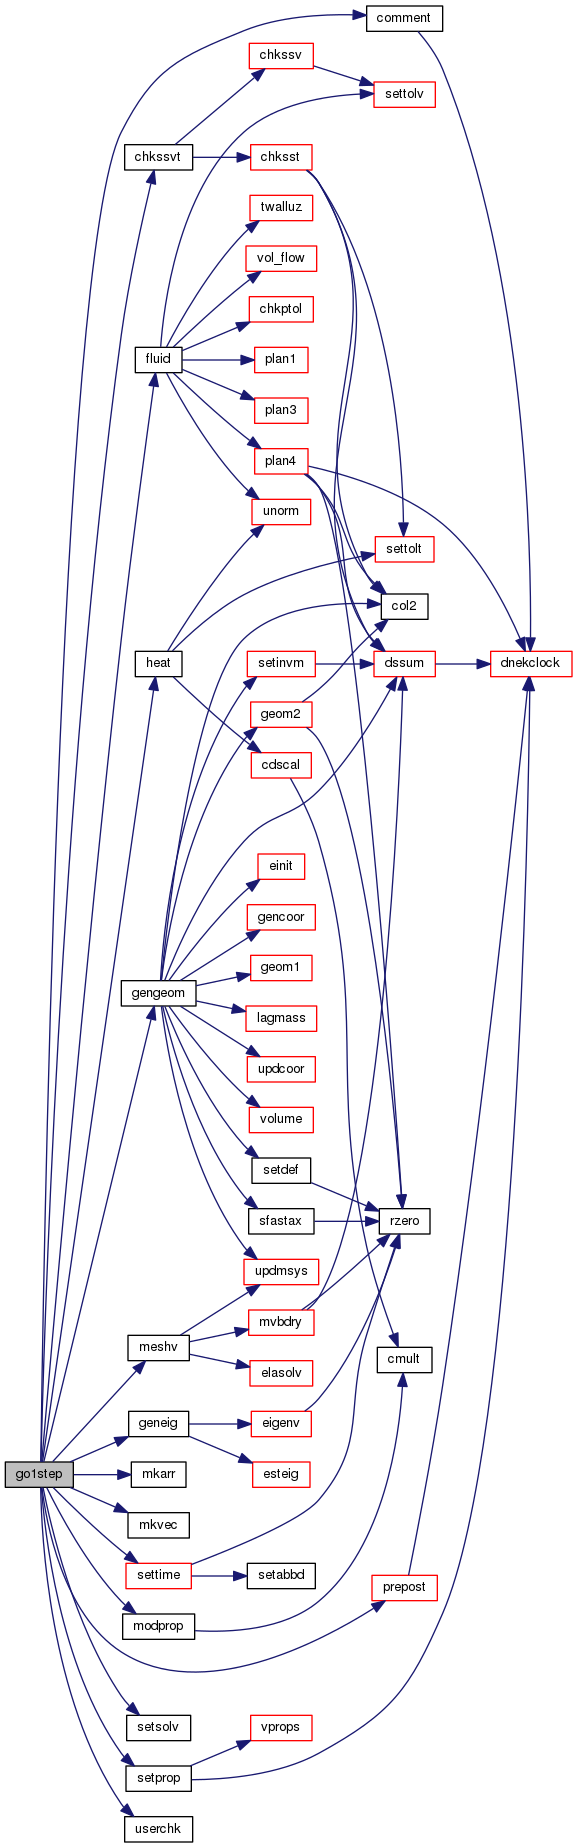 comment
chkssv
settolv
chkssvt
chksst
twalluz
vol_flow
chkptol
fluid
plan1
plan3
plan4
unorm
settolt
col2
heat
setinvm
dssum
dnekclock
geom2
cdscal
einit
gencoor
geom1
gengeom
lagmass
updcoor
volume
setdef
sfastax
rzero
updmsys
mvbdry
meshv
cmult
elasolv
geneig
eigenv
go1step
mkarr
esteig
mkvec
settime
setabbd
prepost
modprop
setsolv
vprops
setprop
userchk